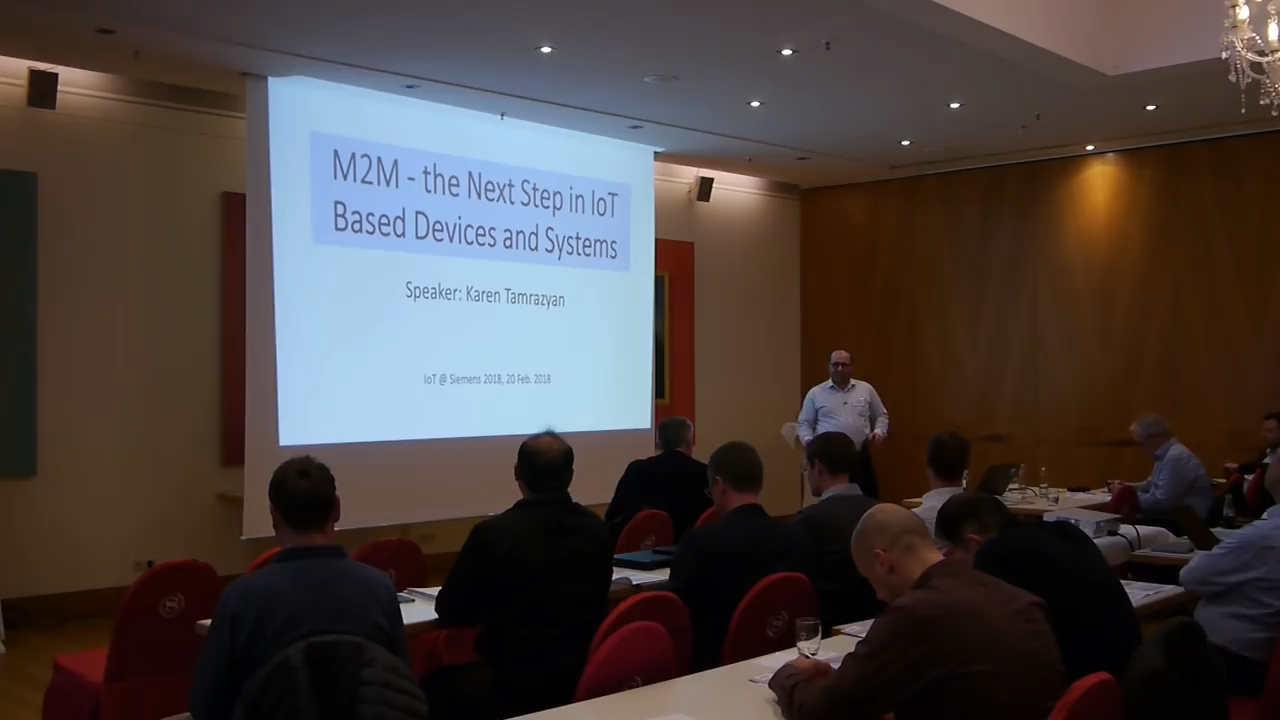 M2M - the Next Step in IoT
Based Devices and Systems
Speaker: Karen Tamrazyan
IoT @ Siemens 2018, 20 Feb. 2018